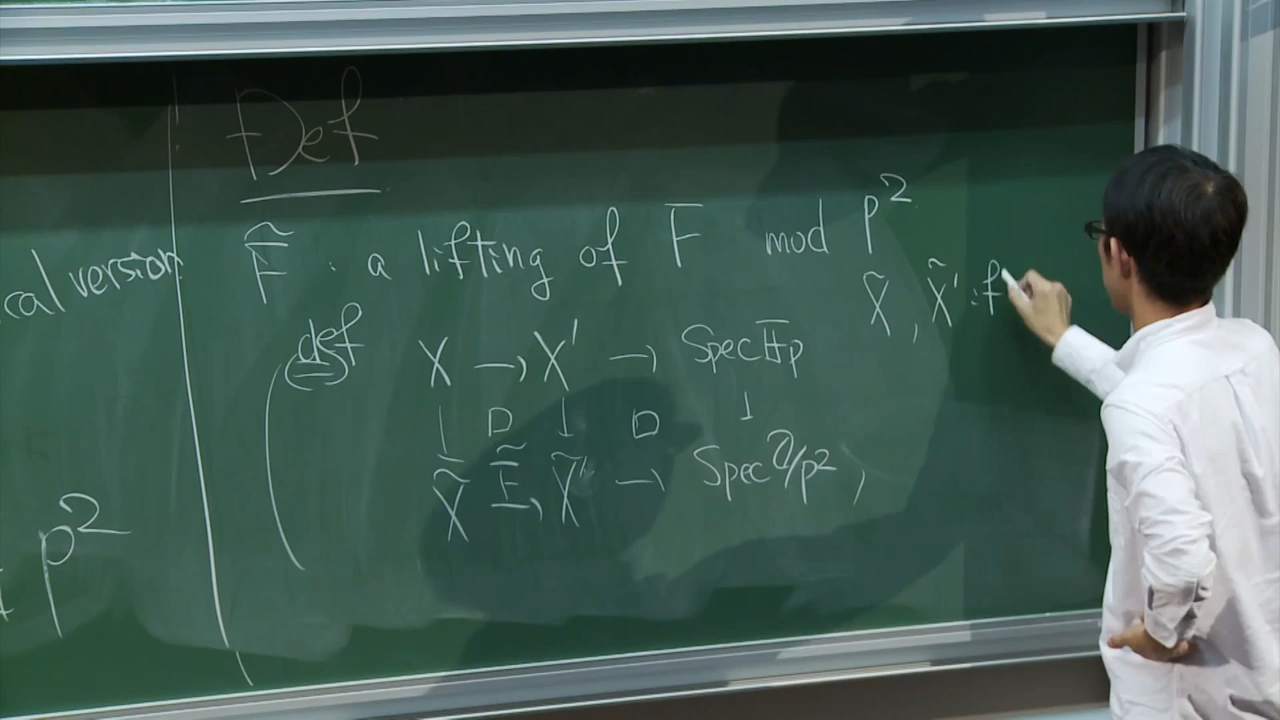 cal version
p²
Def
F̃ : a lifting of F mod p²
(def
X → X' → Spec 𝔽p
↓ □ ↓ □ ↓
X̃ F̃→ X̃' → Spec ℤ/p² ,
X̃ , X̃' : f